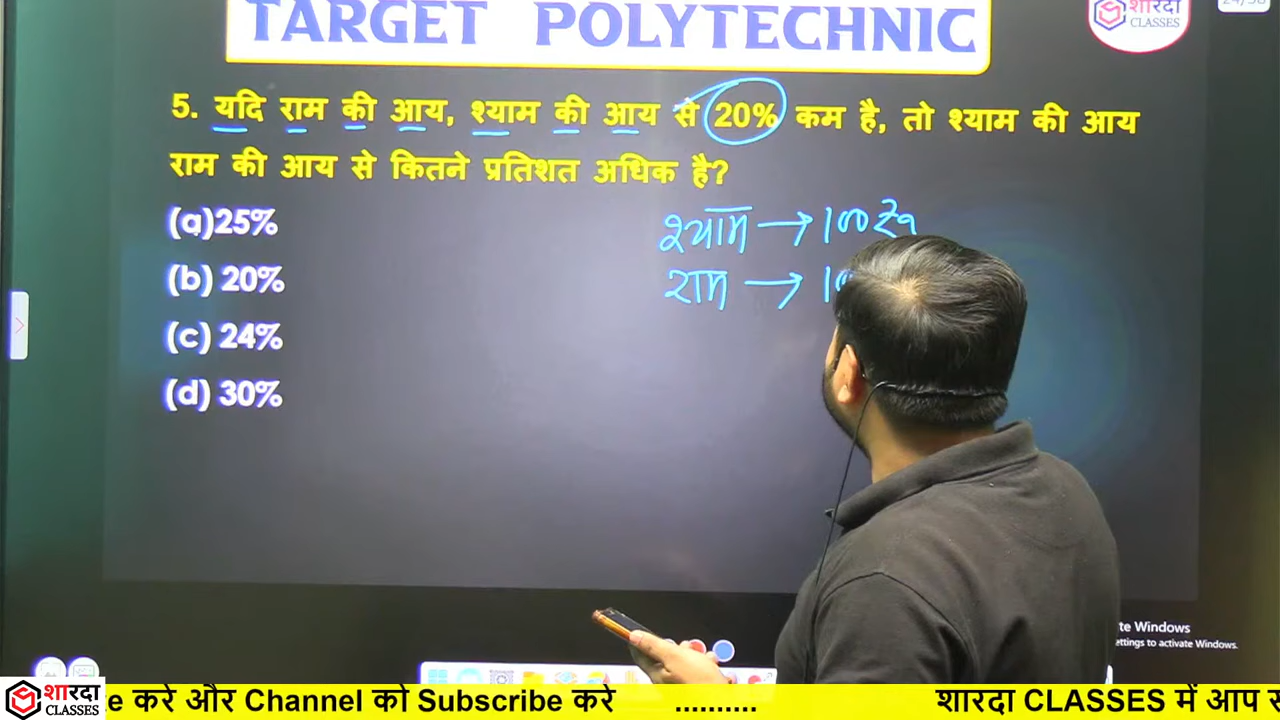 TARGET POLYTECHNIC
शारदा
CLASSES
5. यदि राम की आय, श्याम की आय से 20% कम है, तो श्याम की आय
राम की आय से कितने प्रतिशत अधिक है?
(a)25%
(b) 20%
(c) 24%
(d) 30%
श्याम → 100रु
राम →
te Windows
ettings to activate Windows.
शारदा
CLASSES
e करे और Channel को Subscribe करे .......... शारदा CLASSES में आप